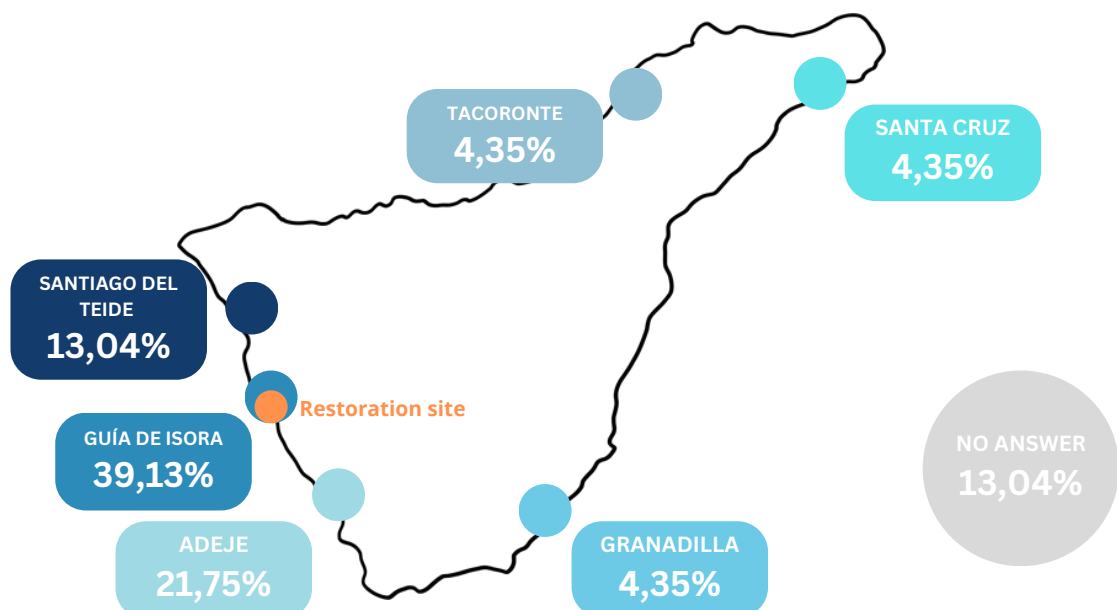 TACORONTE
4,35%
SANTA CRUZ
4,35%
SANTIAGO DEL
TEIDE
13,04%
Restoration site
GUÍA DE ISORA
39,13%
NO ANSWER
13,04%
ADEJE
21,75%
GRANADILLA
4,35%